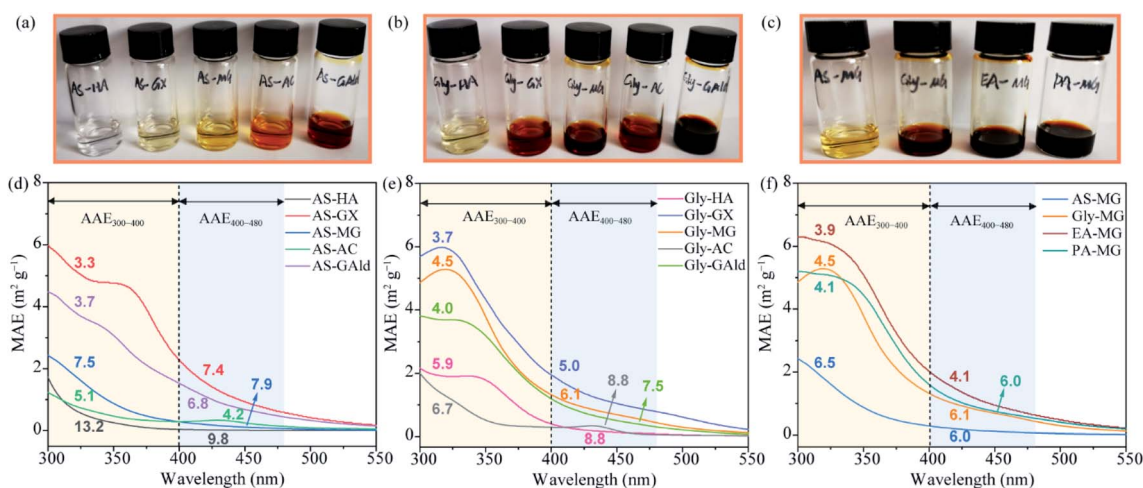 (a)
AS-HA
AS-GX
AS-MG
AS-AC
AS-GAld
(b)
Gly-HA
Gly-GX
Gly-MG
Gly-AC
Gly-GAld
(c)
AS-MG
Gly-MG
EA-MG
PA-MG
(d)
8
6
4
2
0
MAE (m² g⁻¹)
AAE300–400
AAE400–480
AS-HA
AS-GX
AS-MG
AS-AC
AS-GAld
3.3
3.7
7.5
5.1
13.2
7.4
6.8
7.9
4.2
9.8
300 350 400 450 500 550
Wavelength (nm)
(e)
8
6
4
2
0
MAE (m² g⁻¹)
AAE300–400
AAE400–480
Gly-HA
Gly-GX
Gly-MG
Gly-AC
Gly-GAld
3.7
4.5
4.0
5.9
6.7
5.0
8.8
6.1
7.5
8.8
300 350 400 450 500 550
Wavelength (nm)
(f)
8
6
4
2
0
MAE (m² g⁻¹)
AAE300–400
AAE400–480
AS-MG
Gly-MG
EA-MG
PA-MG
3.9
4.5
4.1
6.5
4.1
6.0
6.1
6.0
300 350 400 450 500 550
Wavelength (nm)